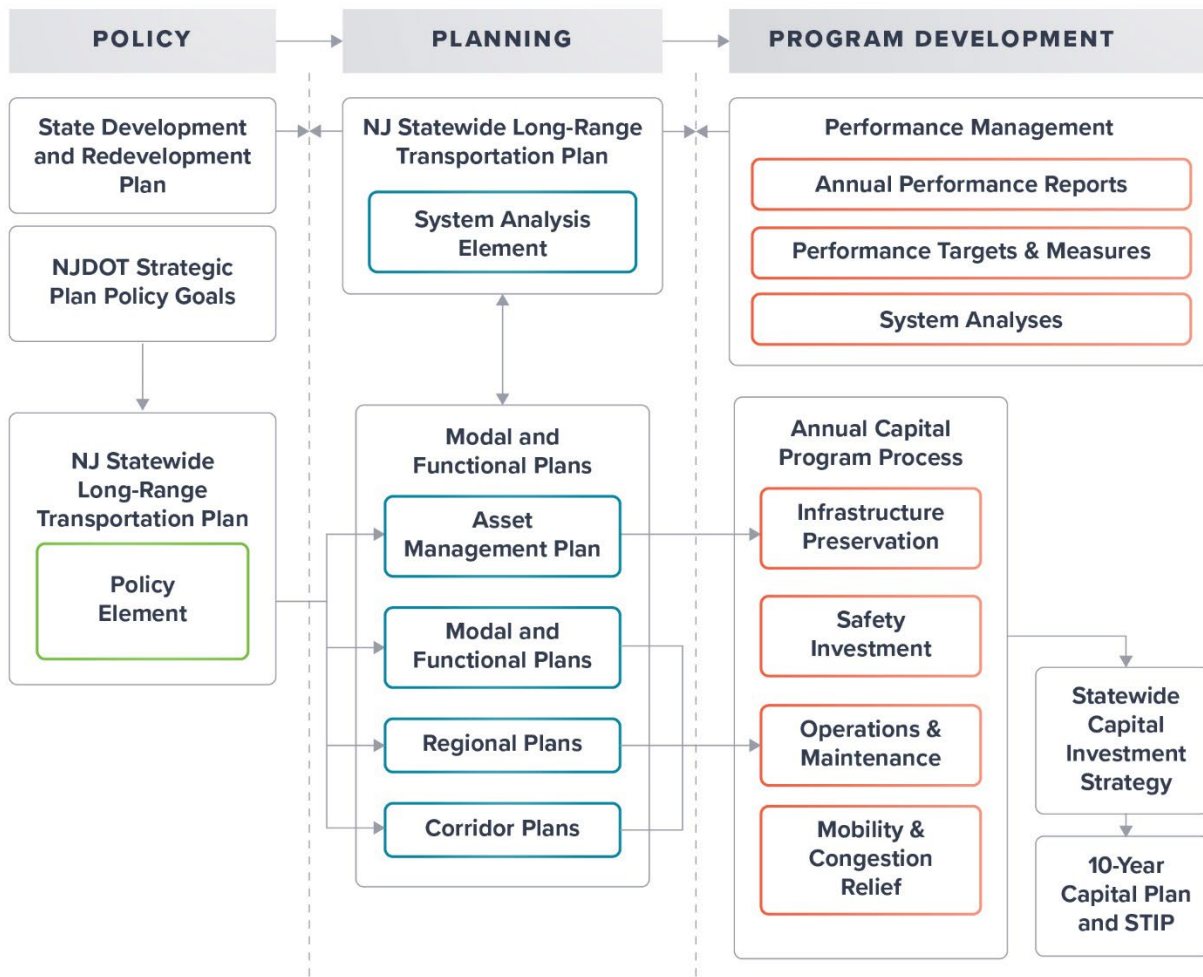 POLICY
PLANNING
PROGRAM DEVELOPMENT
State Development
and Redevelopment
Plan
NJDOT Strategic
Plan Policy Goals
NJ Statewide
Long-Range
Transportation Plan
Policy
Element
NJ Statewide Long-Range
Transportation Plan
System Analysis
Element
Modal and
Functional Plans
Asset
Management Plan
Modal and
Functional Plans
Regional Plans
Corridor Plans
Performance Management
Annual Performance Reports
Performance Targets & Measures
System Analyses
Annual Capital
Program Process
Infrastructure
Preservation
Safety
Investment
Operations &
Maintenance
Mobility &
Congestion
Relief
Statewide
Capital
Investment
Strategy
10-Year
Capital Plan
and STIP